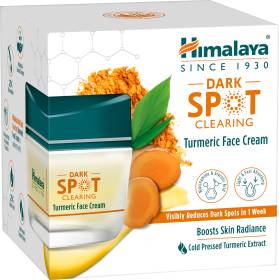 Himalaya
SINCE 1930
DARK
SPOT
CLEARING
Turmeric Face Cream
DARK
SPOT
CLEARING
Turmeric Face Cream
Visibly Reduces Dark Spots in 1 Week
Boosts Skin Radiance
Cold Pressed Turmeric Extract